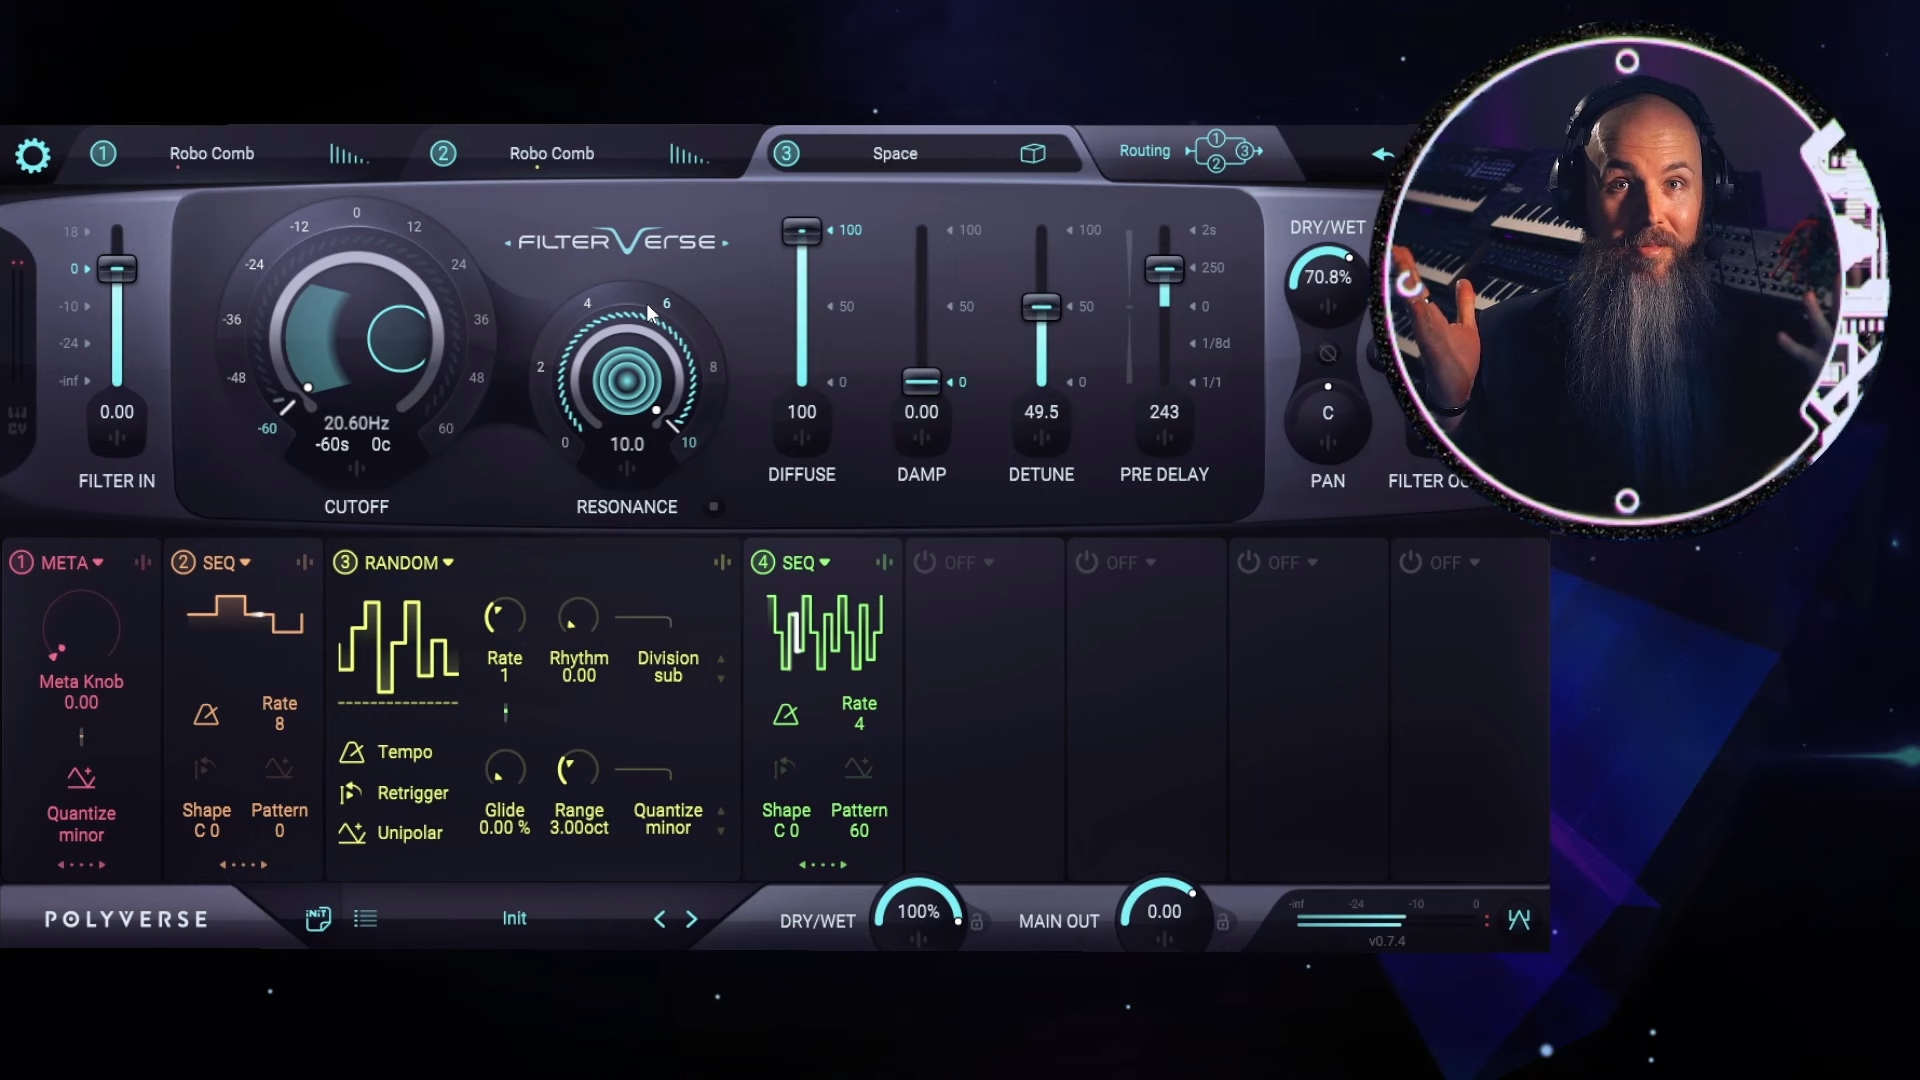 1 Robo Comb
2 Robo Comb
3 Space
Routing 1 2 3
18
0
-10
-24
-inf
0.00
FILTER IN
-60 -48 -36 -24 -12 0 12 24 36 48 60
20.60Hz
-60s 0c
CUTOFF
FILTERVERSE
0 2 4 6 8 10
10.0
RESONANCE
100
50
0
100
DIFFUSE
100
50
0
0.00
DAMP
100
50
0
49.5
DETUNE
2s
250
0
1/8d
1/1
243
PRE DELAY
DRY/WET
70.8%
C
PAN
FILTER OU
1 META
Meta Knob
0.00
Quantize
minor
2 SEQ
Rate
8
Shape
C 0
Pattern
0
3 RANDOM
Rate
1
Rhythm
0.00
Division
sub
Tempo
Retrigger
Unipolar
Glide
0.00 %
Range
3.00oct
Quantize
minor
4 SEQ
Rate
4
Shape
C 0
Pattern
60
OFF
OFF
OFF
OFF
POLYVERSE
INIT
Init
DRY/WET
100%
MAIN OUT
0.00
-inf -24 -10 0
v0.7.4